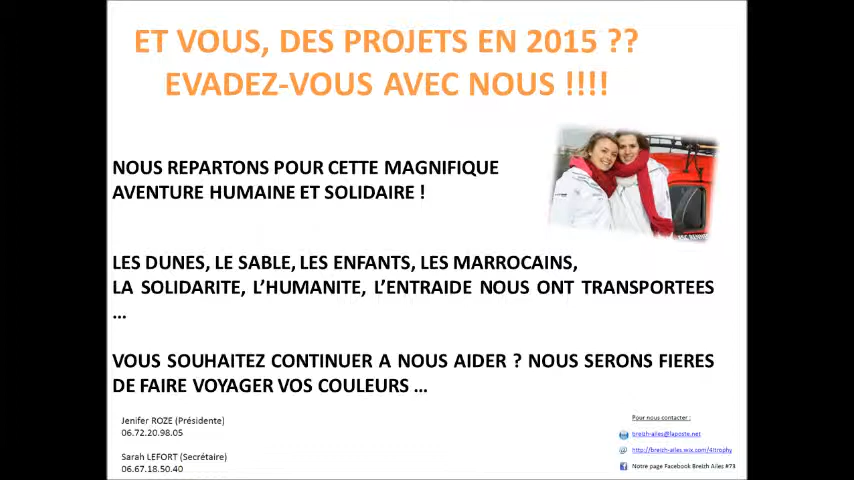 ET VOUS, DES PROJETS EN 2015 ??
EVADEZ-VOUS AVEC NOUS !!!!
NOUS REPARTONS POUR CETTE MAGNIFIQUE
AVENTURE HUMAINE ET SOLIDAIRE !
LES DUNES, LE SABLE, LES ENFANTS, LES MARROCAINS,
LA SOLIDARITE, L’HUMANITE, L’ENTRAIDE NOUS ONT TRANSPORTEES
...
VOUS SOUHAITEZ CONTINUER A NOUS AIDER ? NOUS SERONS FIERES
DE FAIRE VOYAGER VOS COULEURS ...
Jenifer ROZE (Présidente)
06.72.20.98.05
Sarah LEFORT (Secrétaire)
06.67.18.50.40
Pour nous contacter :
breizh-ailes@laposte.net
http://breizh-ailes.wix.com/4ltrophy
Notre page Facebook Breizh Ailes #73